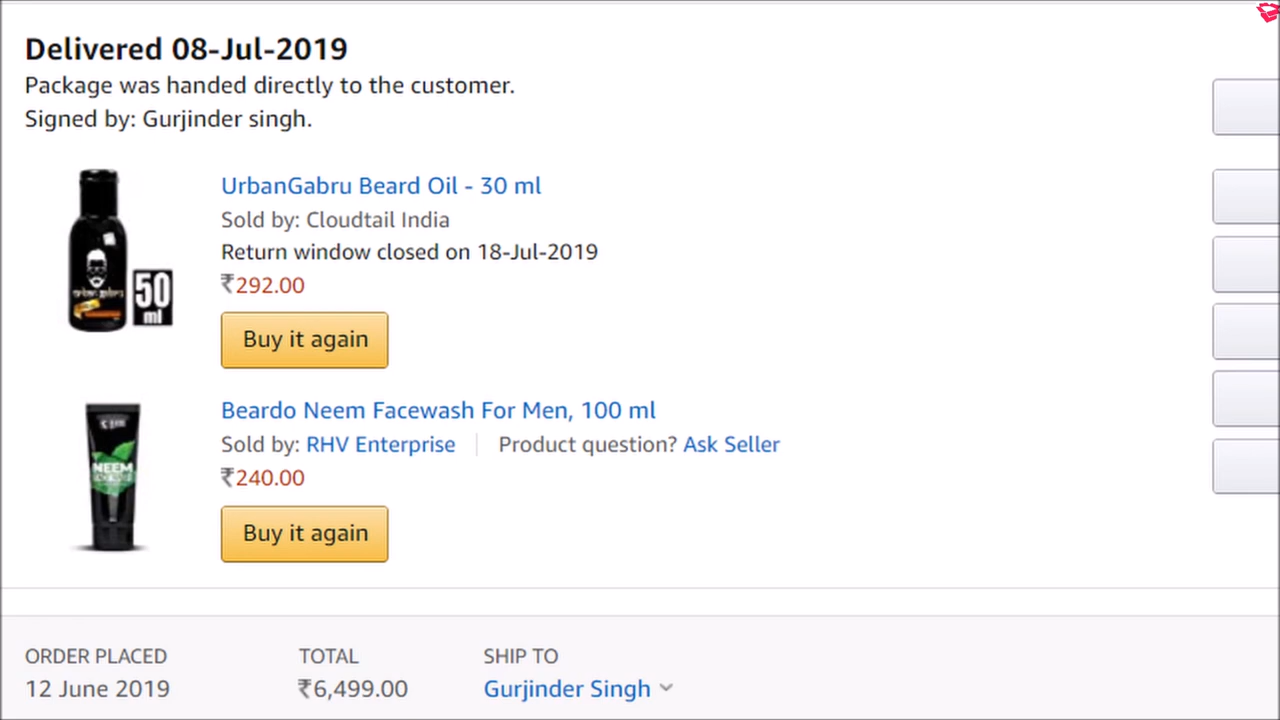 Delivered 08-Jul-2019
Package was handed directly to the customer.
Signed by: Gurjinder singh.
UrbanGabru Beard Oil - 30 ml
Sold by: Cloudtail India
Return window closed on 18-Jul-2019
₹292.00
50
ml
Buy it again
Beardo Neem Facewash For Men, 100 ml
Sold by: RHV Enterprise | Product question? Ask Seller
₹240.00
NEEM
Buy it again
ORDER PLACED TOTAL SHIP TO
12 June 2019 ₹6,499.00 Gurjinder Singh